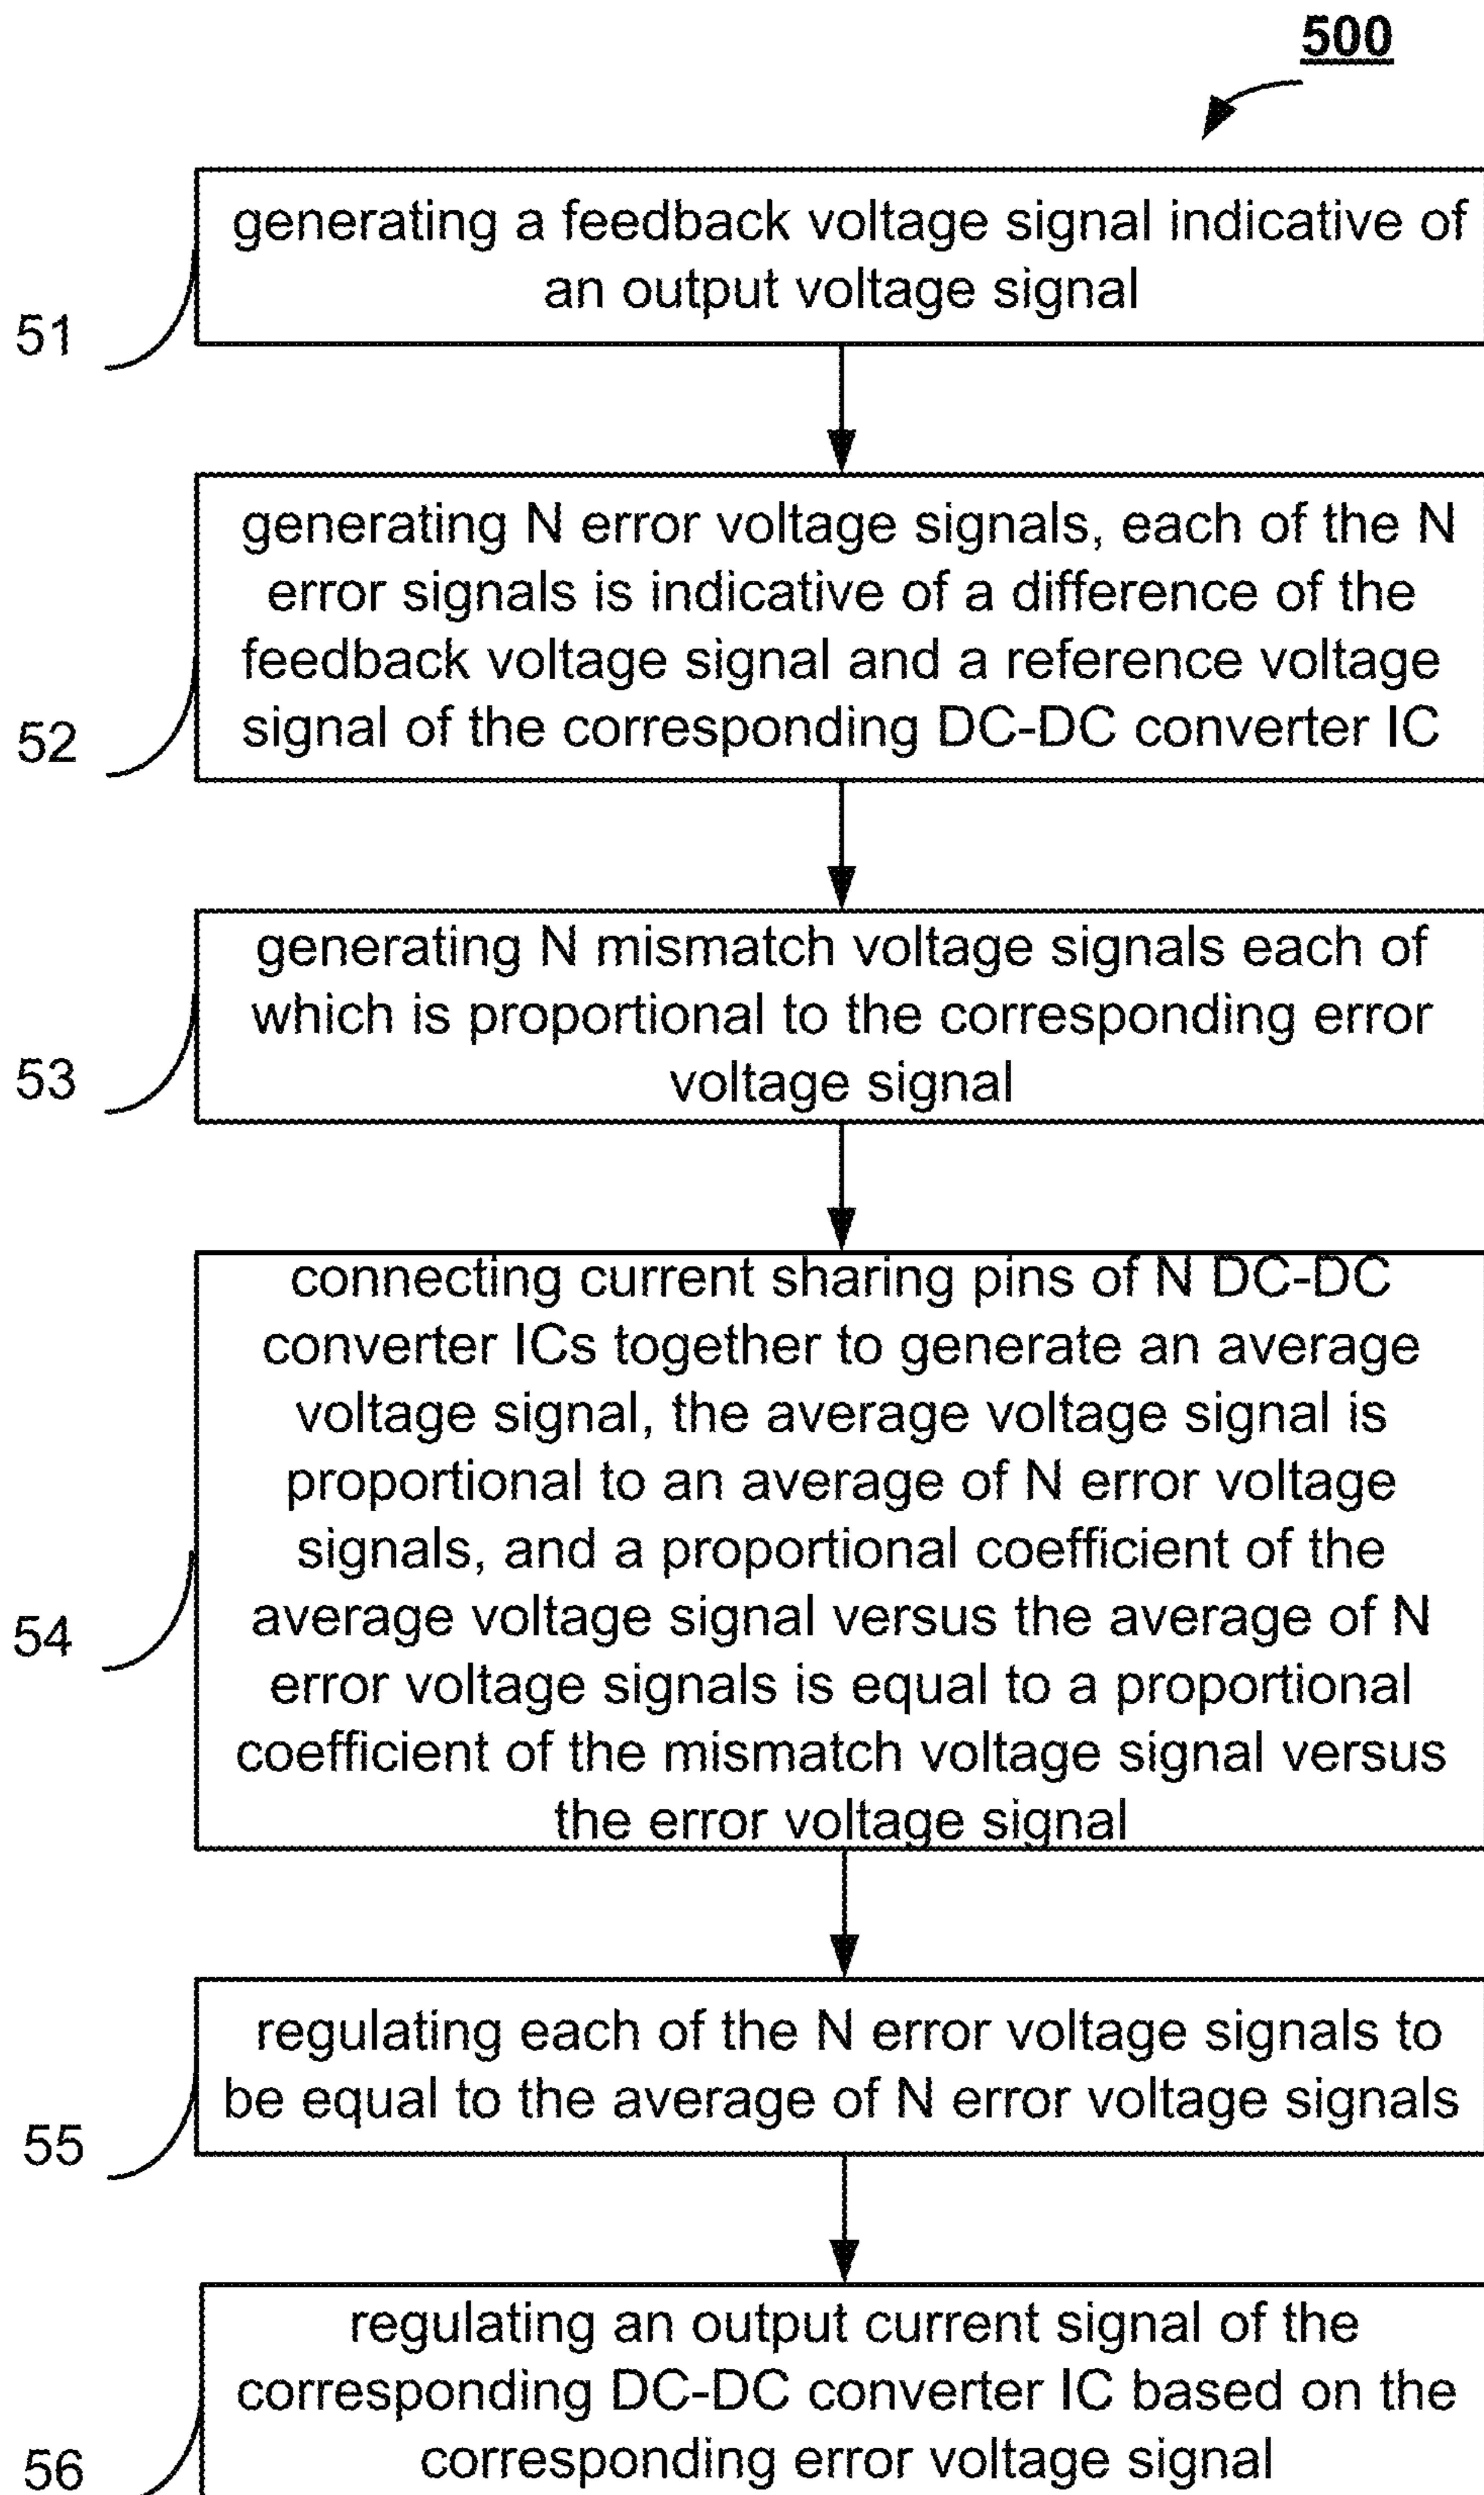 500
generating a feedback voltage signal indicative of
an output voltage signal
51
generating N error voltage signals, each of the N
error signals is indicative of a difference of the
feedback voltage signal and a reference voltage
signal of the corresponding DC-DC converter IC
52
generating N mismatch voltage signals each of
which is proportional to the corresponding error
voltage signal
53
connecting current sharing pins of N DC-DC
converter ICs together to generate an average
voltage signal, the average voltage signal is
proportional to an average of N error voltage
signals, and a proportional coefficient of the
average voltage signal versus the average of N
error voltage signals is equal to a proportional
coefficient of the mismatch voltage signal versus
the error voltage signal
54
regulating each of the N error voltage signals to
be equal to the average of N error voltage signals
55
regulating an output current signal of the
corresponding DC-DC converter IC based on the
corresponding error voltage signal
56